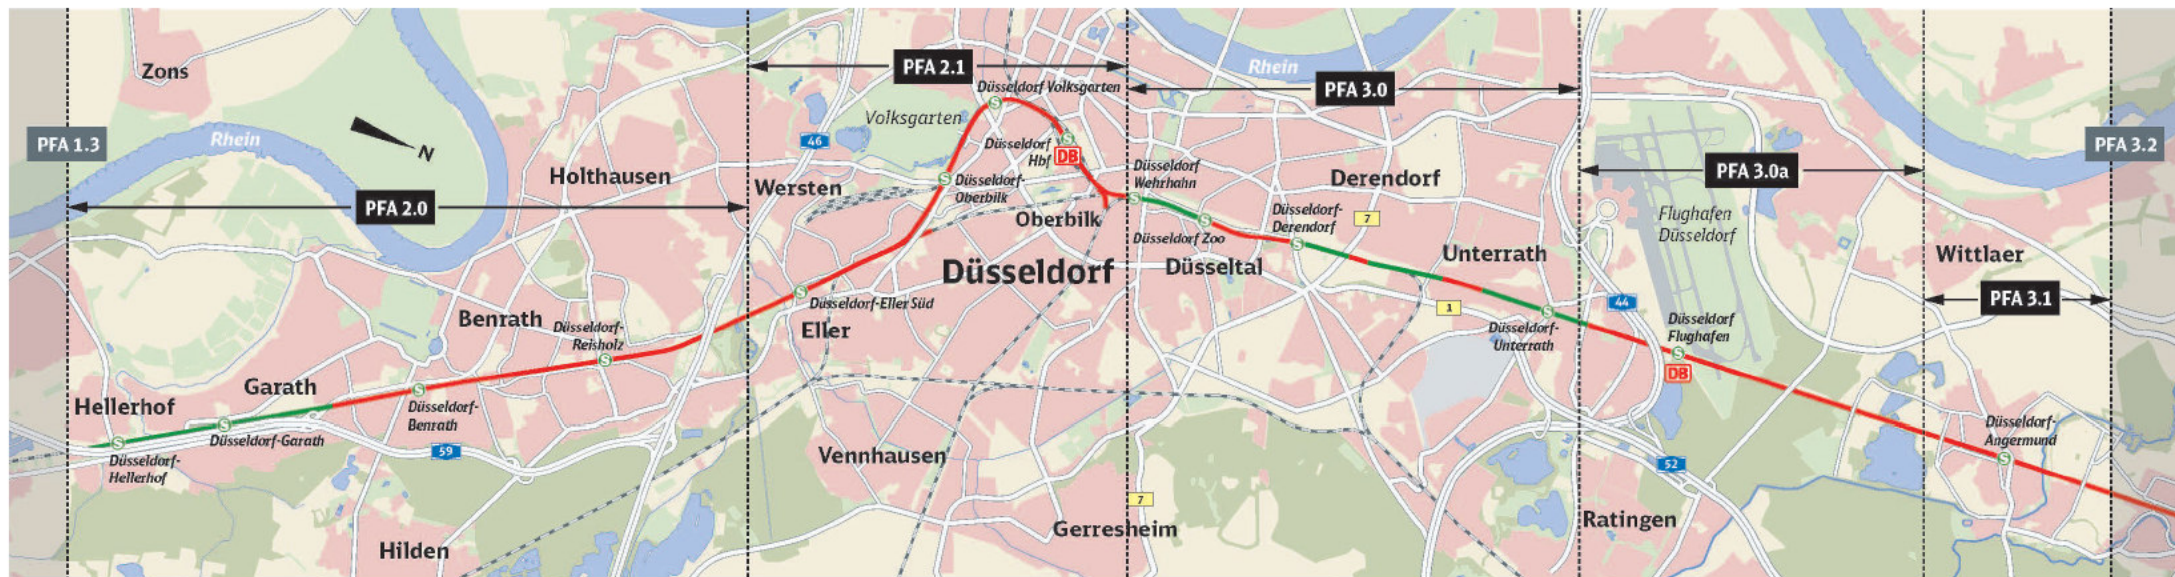 Zons
PFA 1.3
Rhein
N
PFA 2.0
Holthausen
Benrath
Düsseldorf-
Reisholz
Garath
Hellerhof
Düsseldorf-
Benrath
Düsseldorf-Garath
Düsseldorf-
Hellerhof
59
Hilden
PFA 2.1
Düsseldorf Volksgarten
Volksgarten
46
Düsseldorf
Hbf
DB
Wersten
Düsseldorf-
Oberbilk
Oberbilk
Düsseldorf
Düsseldorf-Eller Süd
Eller
Vennhausen
Gerresheim
7
Rhein
PFA 3.0
Düsseldorf
Wehrhahn
Derendorf
Düsseldorf-
Derendorf
7
Düsseldorf Zoo
Düsseltal
Unterrath
1
Düsseldorf-
Unterrath
PFA 3.0a
Flughafen
Düsseldorf
44
Düsseldorf
Flughafen
DB
52
Ratingen
PFA 3.2
Wittlaer
PFA 3.1
Düsseldorf-
Angermund
S
S
S
S
S
S
S
S
S
S
S
S
S
S